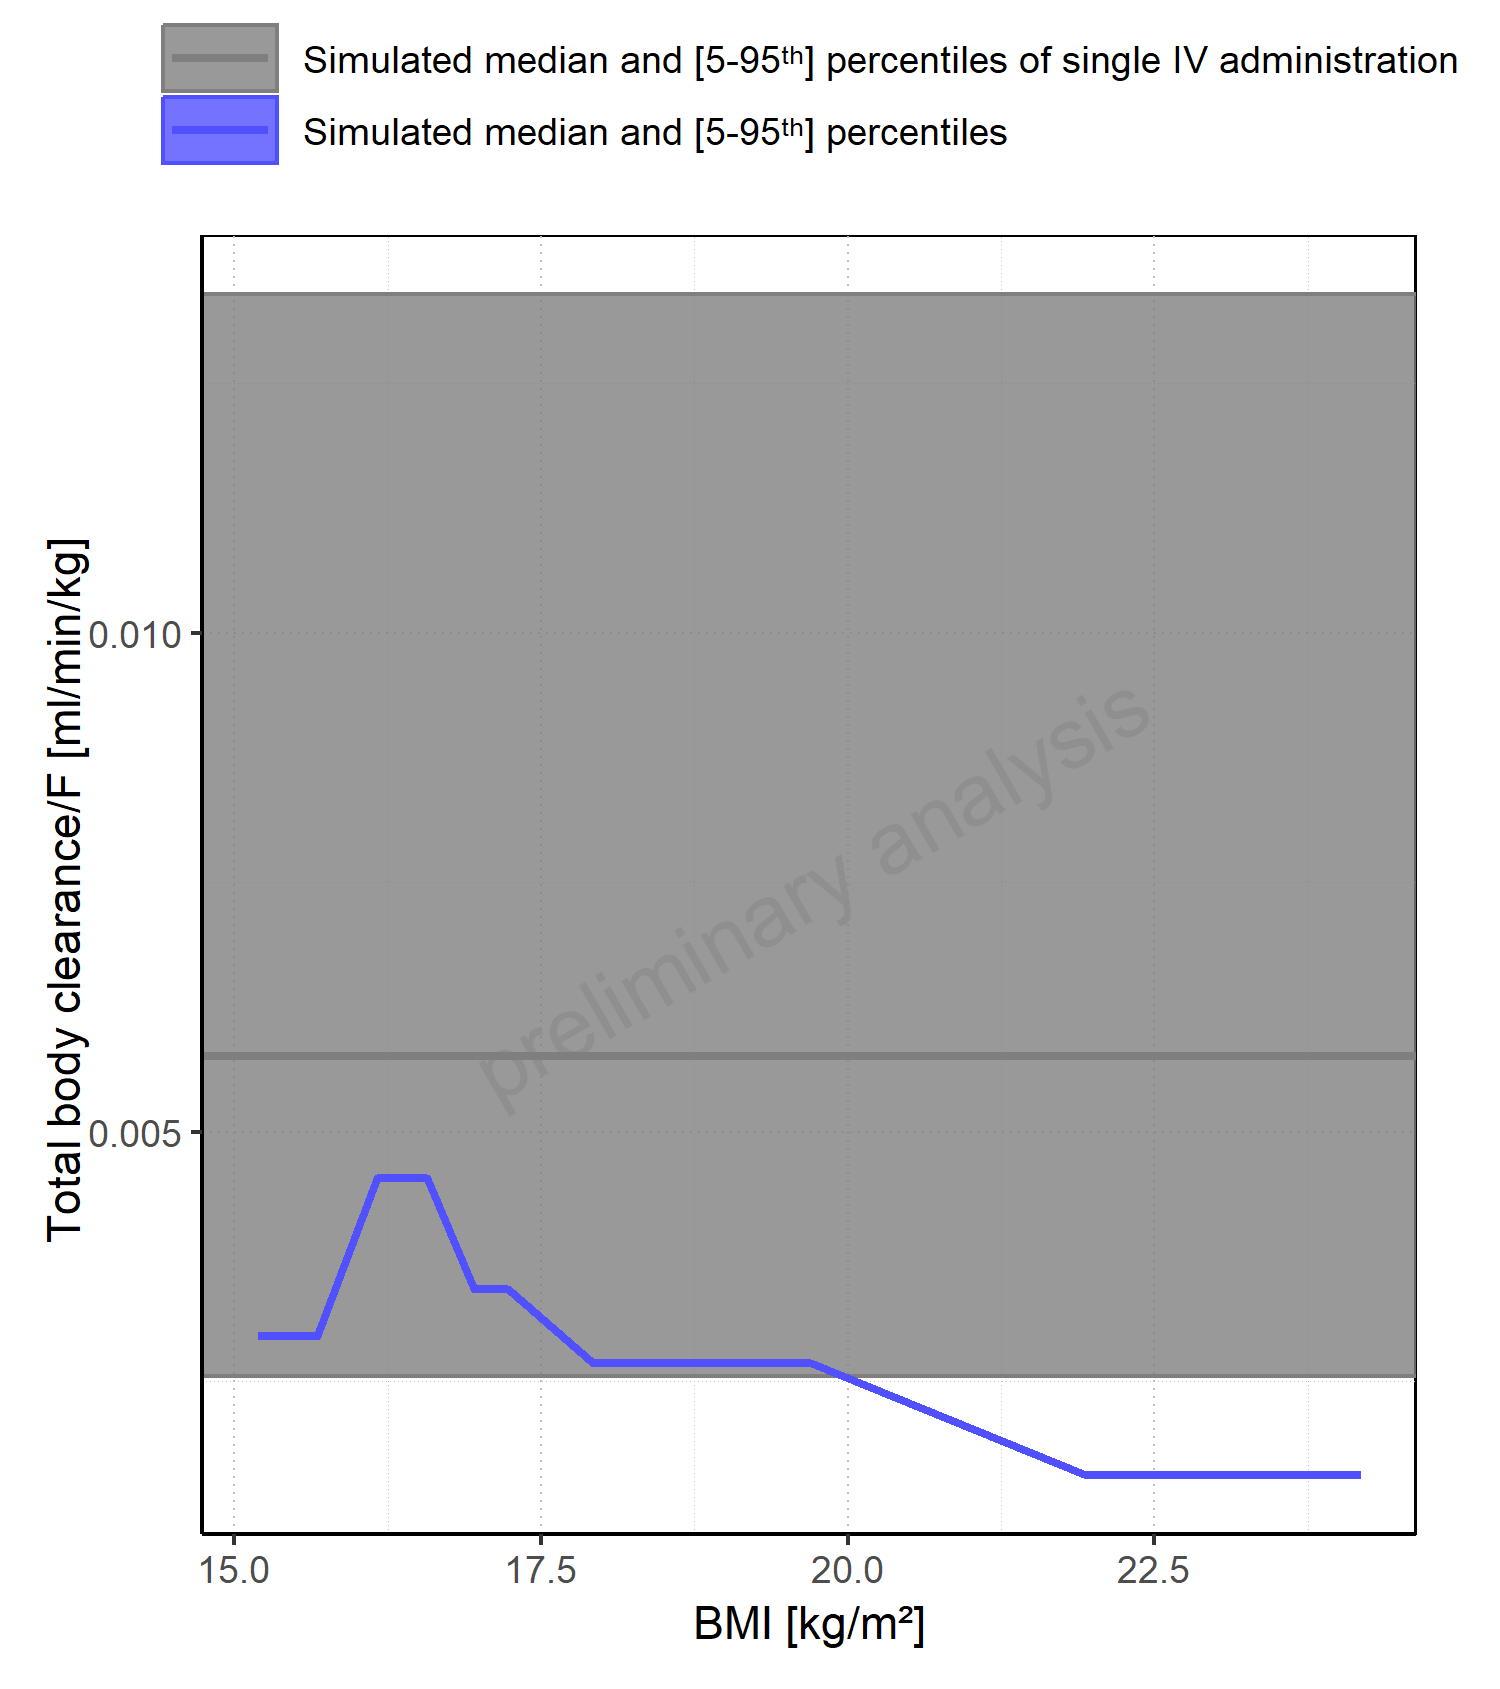 Simulated median and [5-95th] percentiles of single IV administration
Simulated median and [5-95th] percentiles
Total body clearance/F [ml/min/kg]
0.010
0.005
preliminary analysis
15.0 17.5 20.0 22.5
BMI [kg/m²]